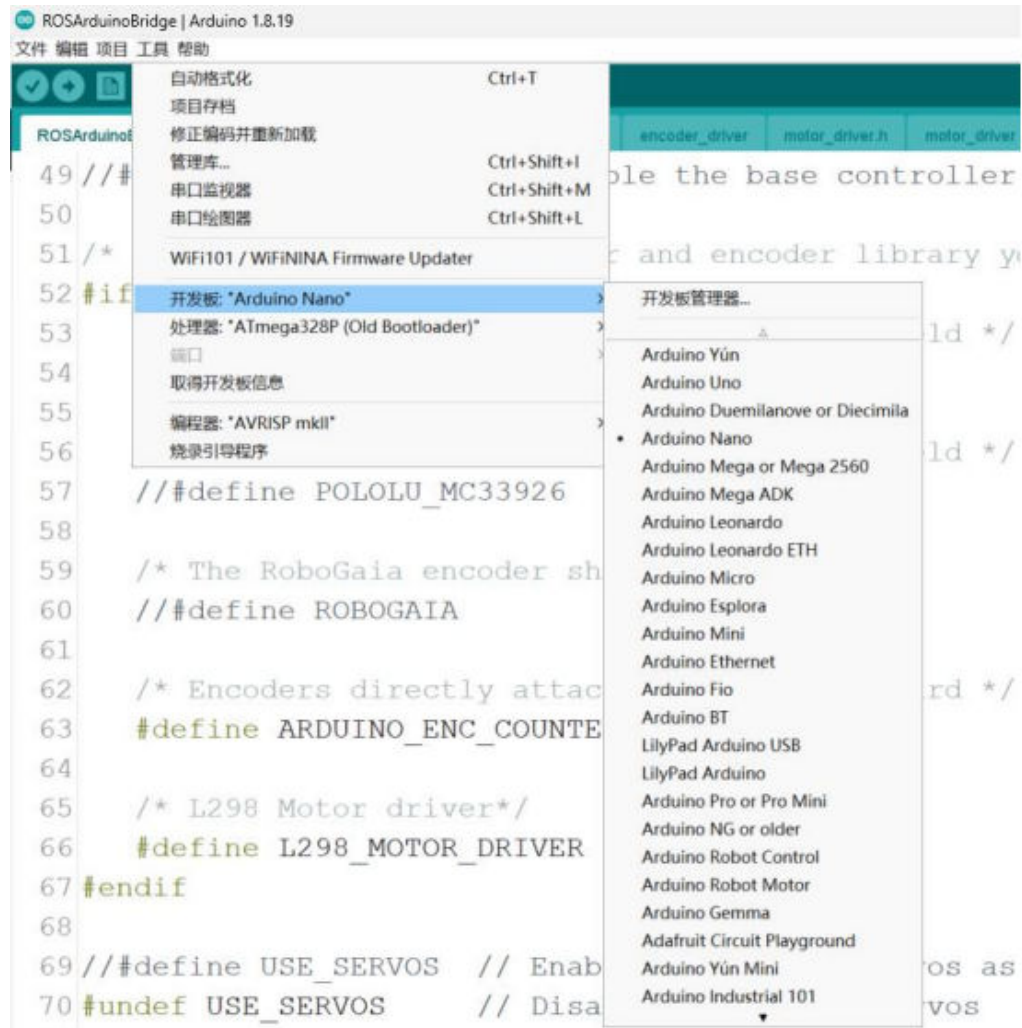 ROSArduinoBridge | Arduino 1.8.19
文件 编辑 项目 工具 帮助
自动格式化 Ctrl+T
项目存档
修正编码并重新加载
管理库... Ctrl+Shift+I
串口监视器 Ctrl+Shift+M
串口绘图器 Ctrl+Shift+L
WiFi101 / WiFiNINA Firmware Updater
开发板: "Arduino Nano"
处理器: "ATmega328P (Old Bootloader)"
端口
取得开发板信息
编程器: "AVRISP mkII"
烧录引导程序
开发板管理器...
Arduino Yún
Arduino Uno
Arduino Duemilanove or Diecimila
Arduino Nano
Arduino Mega or Mega 2560
Arduino Mega ADK
Arduino Leonardo
Arduino Leonardo ETH
Arduino Micro
Arduino Esplora
Arduino Mini
Arduino Ethernet
Arduino Fio
Arduino BT
LilyPad Arduino USB
LilyPad Arduino
Arduino Pro or Pro Mini
Arduino NG or older
Arduino Robot Control
Arduino Robot Motor
Arduino Gemma
Adafruit Circuit Playground
Arduino Yún Mini
Arduino Industrial 101
ROSArduinoB encoder_driver motor_driver.h motor_driver
49 //# ble the base controller
50
51 /* r and encoder library yo
52 #if
53 ld */
54
55
56 ld */
57 //#define POLOLU_MC33926
58
59 /* The RoboGaia encoder sh
60 //#define ROBOGAIA
61
62 /* Encoders directly attac rd */
63 #define ARDUINO_ENC_COUNTE
64
65 /* L298 Motor driver*/
66 #define L298_MOTOR_DRIVER
67 #endif
68
69 //#define USE_SERVOS // Enab os as
70 #undef USE_SERVOS // Disa vos